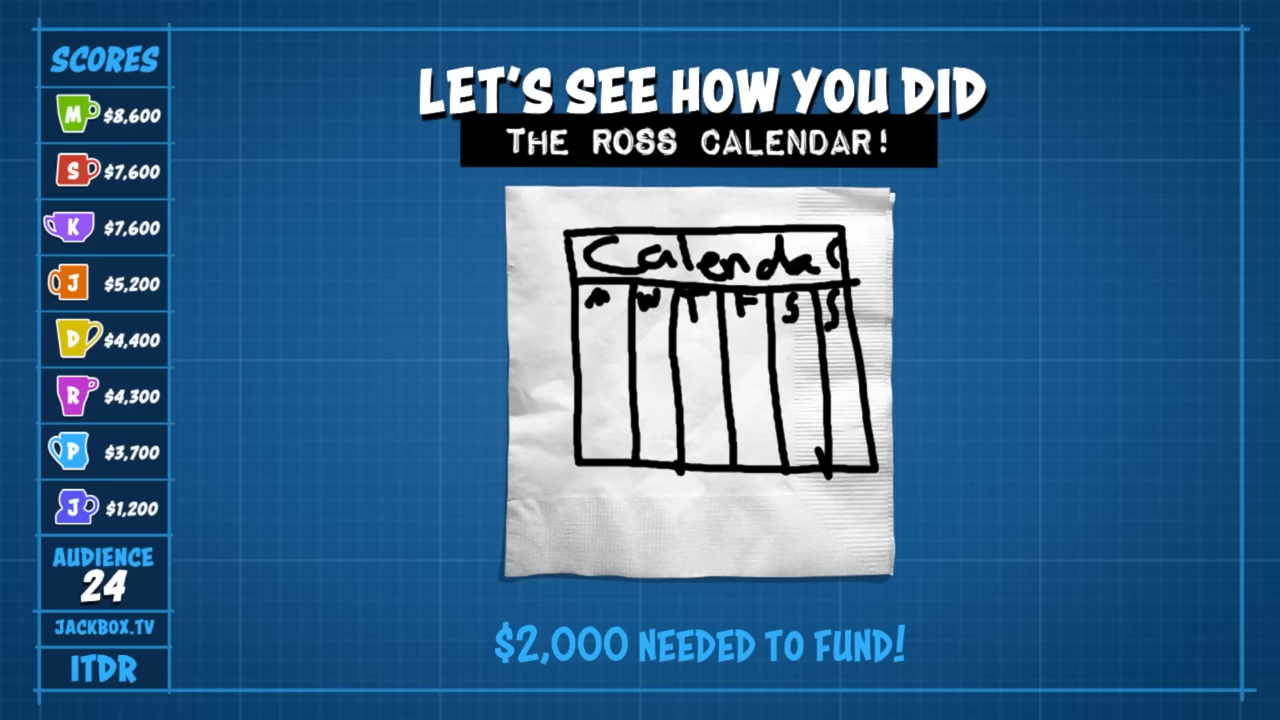 SCORES
M $8,600
S $7,600
K $7,600
J $5,200
D $4,400
R $4,300
P $3,700
J $1,200
AUDIENCE
24
JACKBOX.TV
ITDR
LET'S SEE HOW YOU DID
THE ROSS CALENDAR!
Calendar
M W T F S S
$2,000 NEEDED TO FUND!